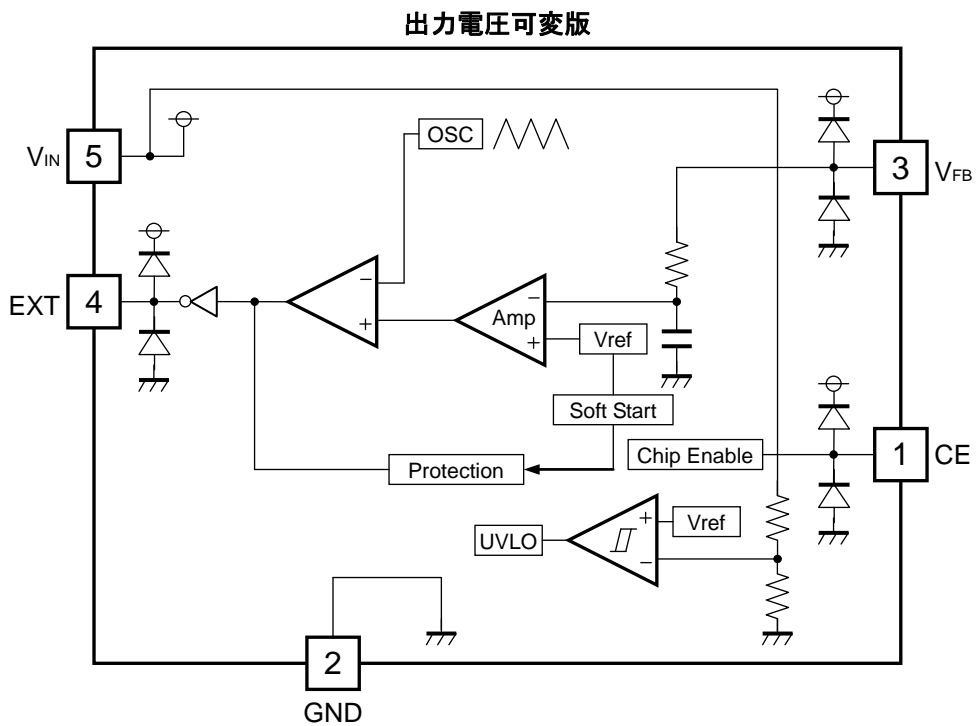 出力電圧可変版
OSC
VIN
5
3
VFB
EXT
4
−
+
Amp
−
+
Vref
Soft Start
Chip Enable
1
CE
Protection
UVLO
+
−
Vref
2
GND